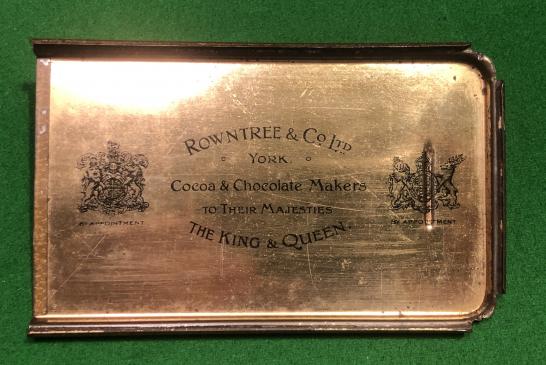 ROWNTREE & CO LTD
YORK.
COCOA & CHOCOLATE MAKERS
TO THEIR MAJESTIES
THE KING & QUEEN.
BY APPOINTMENT
BY APPOINTMENT